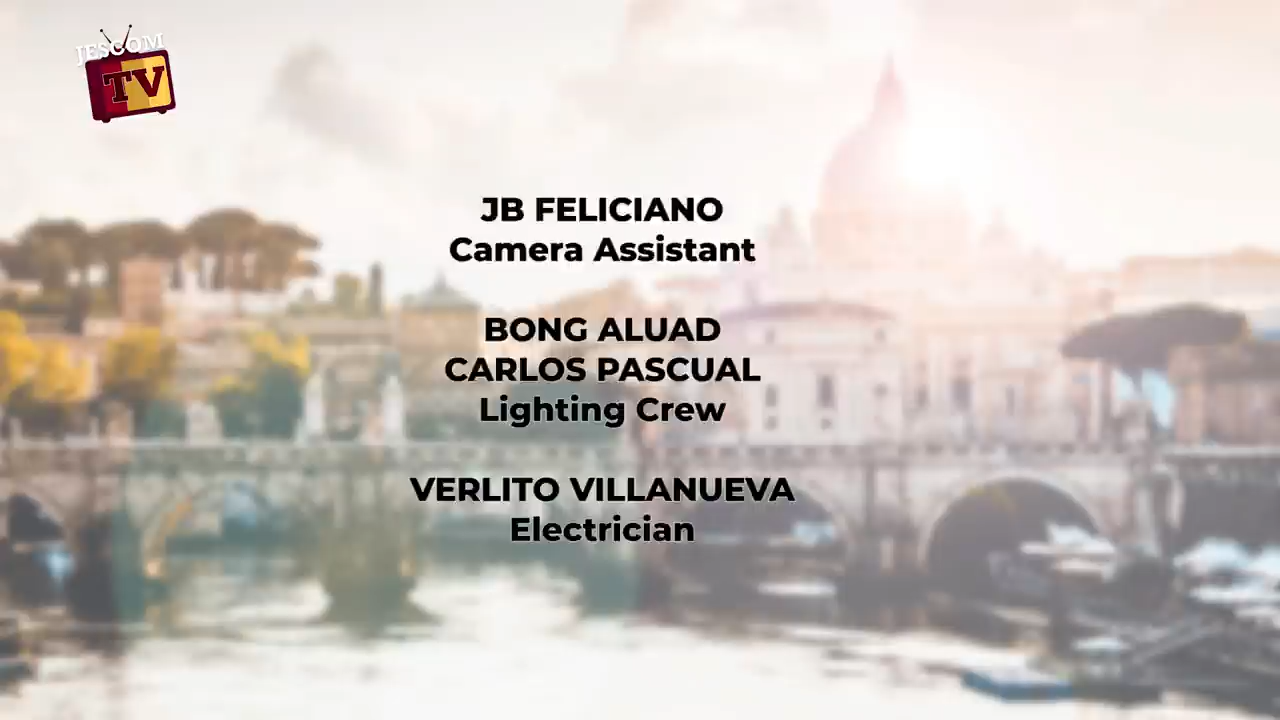 JESCOM
TV
JB FELICIANO
Camera Assistant
BONG ALUAD
CARLOS PASCUAL
Lighting Crew
VERLITO VILLANUEVA
Electrician